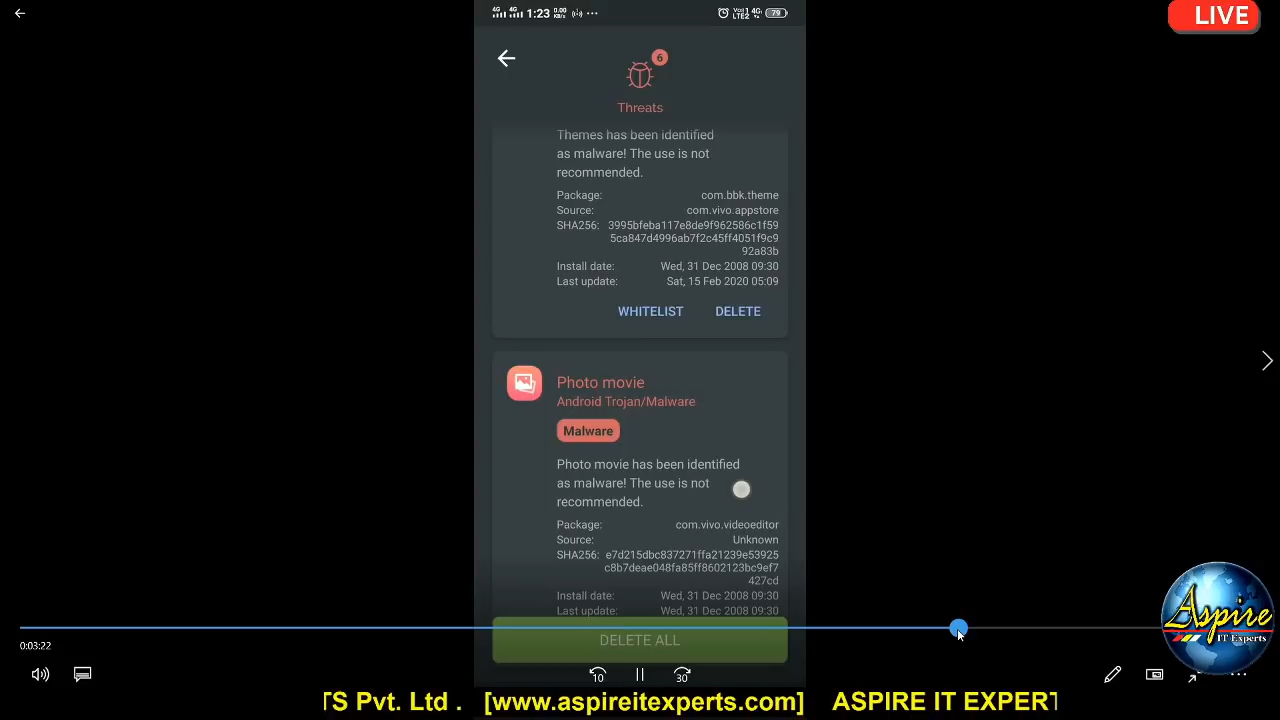 1:23
0.00
KB/s
79
LIVE
6
Threats
Themes has been identified
as malware! The use is not
recommended.
Package: com.bbk.theme
Source: com.vivo.appstore
SHA256: 3995bfeba117e8de9f962586c1f59
5ca847d4996ab7f2c45ff4051f9c9
92a83b
Install date: Wed, 31 Dec 2008 09:30
Last update: Sat, 15 Feb 2020 05:09
WHITELIST DELETE
Photo movie
Android Trojan/Malware
Malware
Photo movie has been identified
as malware! The use is not
recommended.
Package: com.vivo.videoeditor
Source: Unknown
SHA256: e7d215dbc837271ffa21239e53925
c8b7deae048fa85ff8602123bc9ef7
427cd
Install date: Wed, 31 Dec 2008 09:30
Last update: Wed, 31 Dec 2008 09:30
DELETE ALL
0:03:22
10 30
Aspire
IT Experts
TS Pvt. Ltd . [www.aspireitexperts.com] ASPIRE IT EXPERT